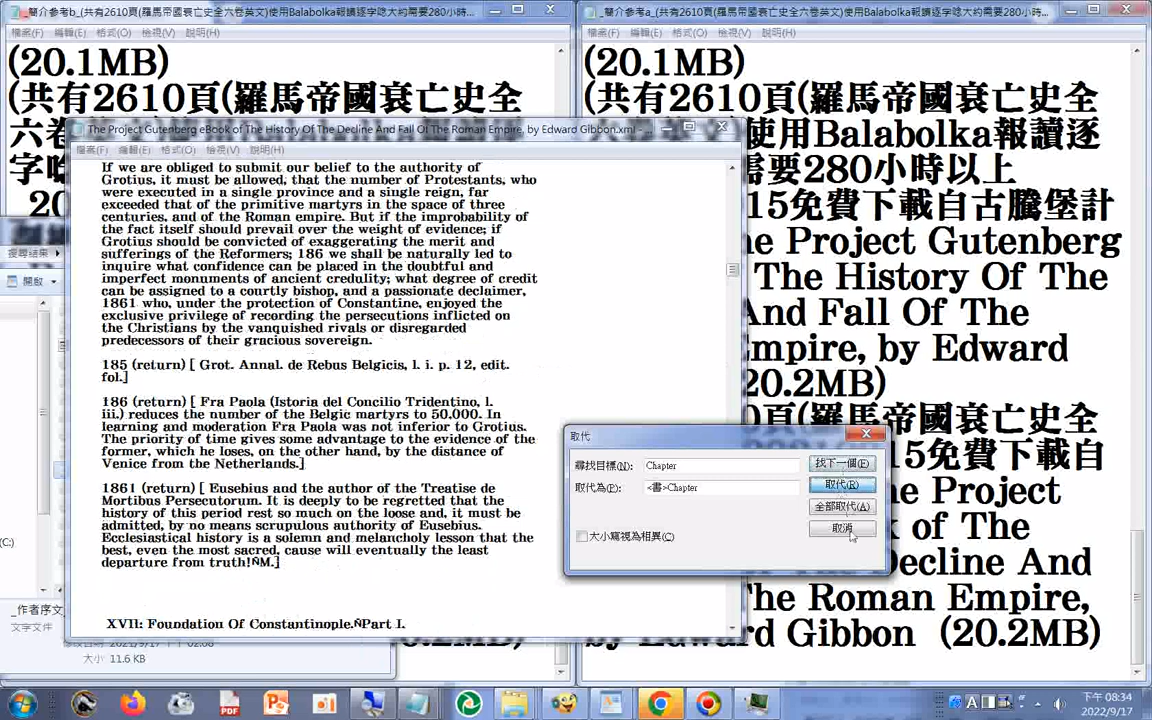 _簡介參考b_(共有2610頁(羅馬帝國衰亡史全六卷英文)使用Balabolka報讀逐字唸大約需要280小時...
檔案(F) 編輯(E) 格式(O) 檢視(V) 說明(H)
(20.1MB)
(共有2610頁(羅馬帝國衰亡史全
_簡介參考a_(共有2610頁(羅馬帝國衰亡史全六卷英文)使用Balabolka報讀逐字唸大約需要280小時...
檔案(F) 編輯(E) 格式(O) 檢視(V) 說明(H)
(20.1MB)
(共有2610頁(羅馬帝國衰亡史全
使用Balabolka報讀逐
需要280小時以上
15免費下載自古騰堡計
e Project Gutenberg
The History Of The
And Fall Of The
mpire, by Edward
20.2MB)
0頁(羅馬帝國衰亡史全
15免費下載自
e Project
k of The
Decline And
he Roman Empire,
by Edward Gibbon (20.2MB)
The Project Gutenberg eBook of The History Of The Decline And Fall Of The Roman Empire, by Edward Gibbon.xml - ...
檔案(F) 編輯(E) 格式(O) 檢視(V) 說明(H)
If we are obliged to submit our belief to the authority of
Grotius, it must be allowed, that the number of Protestants, who
were executed in a single province and a single reign, far
exceeded that of the primitive martyrs in the space of three
centuries, and of the Roman empire. But if the improbability of
the fact itself should prevail over the weight of evidence; if
Grotius should be convicted of exaggerating the merit and
sufferings of the Reformers; 186 we shall be naturally led to
inquire what confidence can be placed in the doubtful and
imperfect monuments of ancient credulity; what degree of credit
can be assigned to a courtly bishop, and a passionate declaimer,
1861 who, under the protection of Constantine, enjoyed the
exclusive privilege of recording the persecutions inflicted on
the Christians by the vanquished rivals or disregarded
predecessors of their gracious sovereign.
185 (return) [ Grot. Annal. de Rebus Belgicis, l. i. p. 12, edit.
fol.]
186 (return) [ Fra Paola (Istoria del Concilio Tridentino, l.
iii.) reduces the number of the Belgic martyrs to 50,000. In
learning and moderation Fra Paola was not inferior to Grotius.
The priority of time gives some advantage to the evidence of the
former, which he loses, on the other hand, by the distance of
Venice from the Netherlands.]
1861 (return) [ Eusebius and the author of the Treatise de
Mortibus Persecutorum. It is deeply to be regretted that the
history of this period rest so much on the loose and, it must be
admitted, by no means scrupulous authority of Eusebius.
Ecclesiastical history is a solemn and melancholy lesson that the
best, even the most sacred, cause will eventually the least
departure from truth!ÑM.]
XVII: Foundation Of Constantinople.ÑPart I.
取代
尋找目標(N): Chapter
找下一個(F)
取代為(P): <書>Chapter
取代(R)
全部取代(A)
取消
大小寫視為相異(C)
搜尋結果
開啟
(C:)
_作者序文
文字文件
大小: 11.6 KB
下午 08:34
2022/9/17